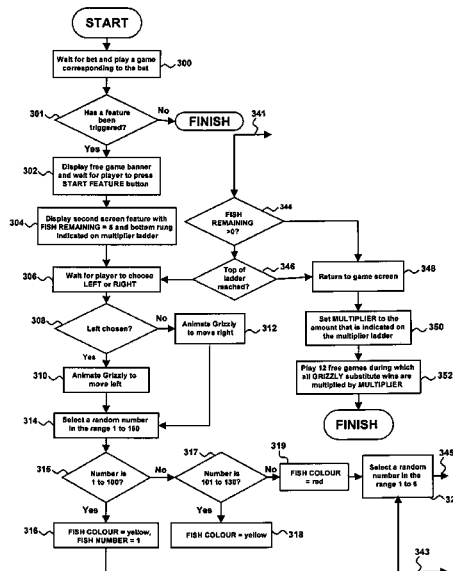 START
Wait for bet and play a game
corresponding to the bet
300
301
Has a feature
been
triggered?
No
FINISH
341
Yes
302
Display free game banner
and wait for player to press
START FEATURE button
344
304
Display second screen feature with
FISH REMAINING = 5 and bottom rung
indicated on multiplier ladder
FISH
REMAINING
>0?
306
Wait for player to choose
LEFT or RIGHT
Top of
ladder
reached?
346
Return to game screen
348
308
Left chosen?
No
Animate Grizzly
to move right
312
Set MULTIPLIER to the
amount that is indicated on
the multiplier ladder
350
Yes
310
Animate Grizzly to
move left
Play 12 free games during which
all GRIZZLY substitute wins are
multiplied by MULTIPLIER
352
FINISH
314
Select a random number
in the range 1 to 160
317
319
315
Number is
1 to 100?
No
Number is
101 to 130?
No
FISH COLOUR
= red
Select a random
number in the
range 1 to 5
345
Yes
Yes
316
FISH COLOUR = yellow,
FISH NUMBER = 1
FISH COLOUR = yellow
318
343